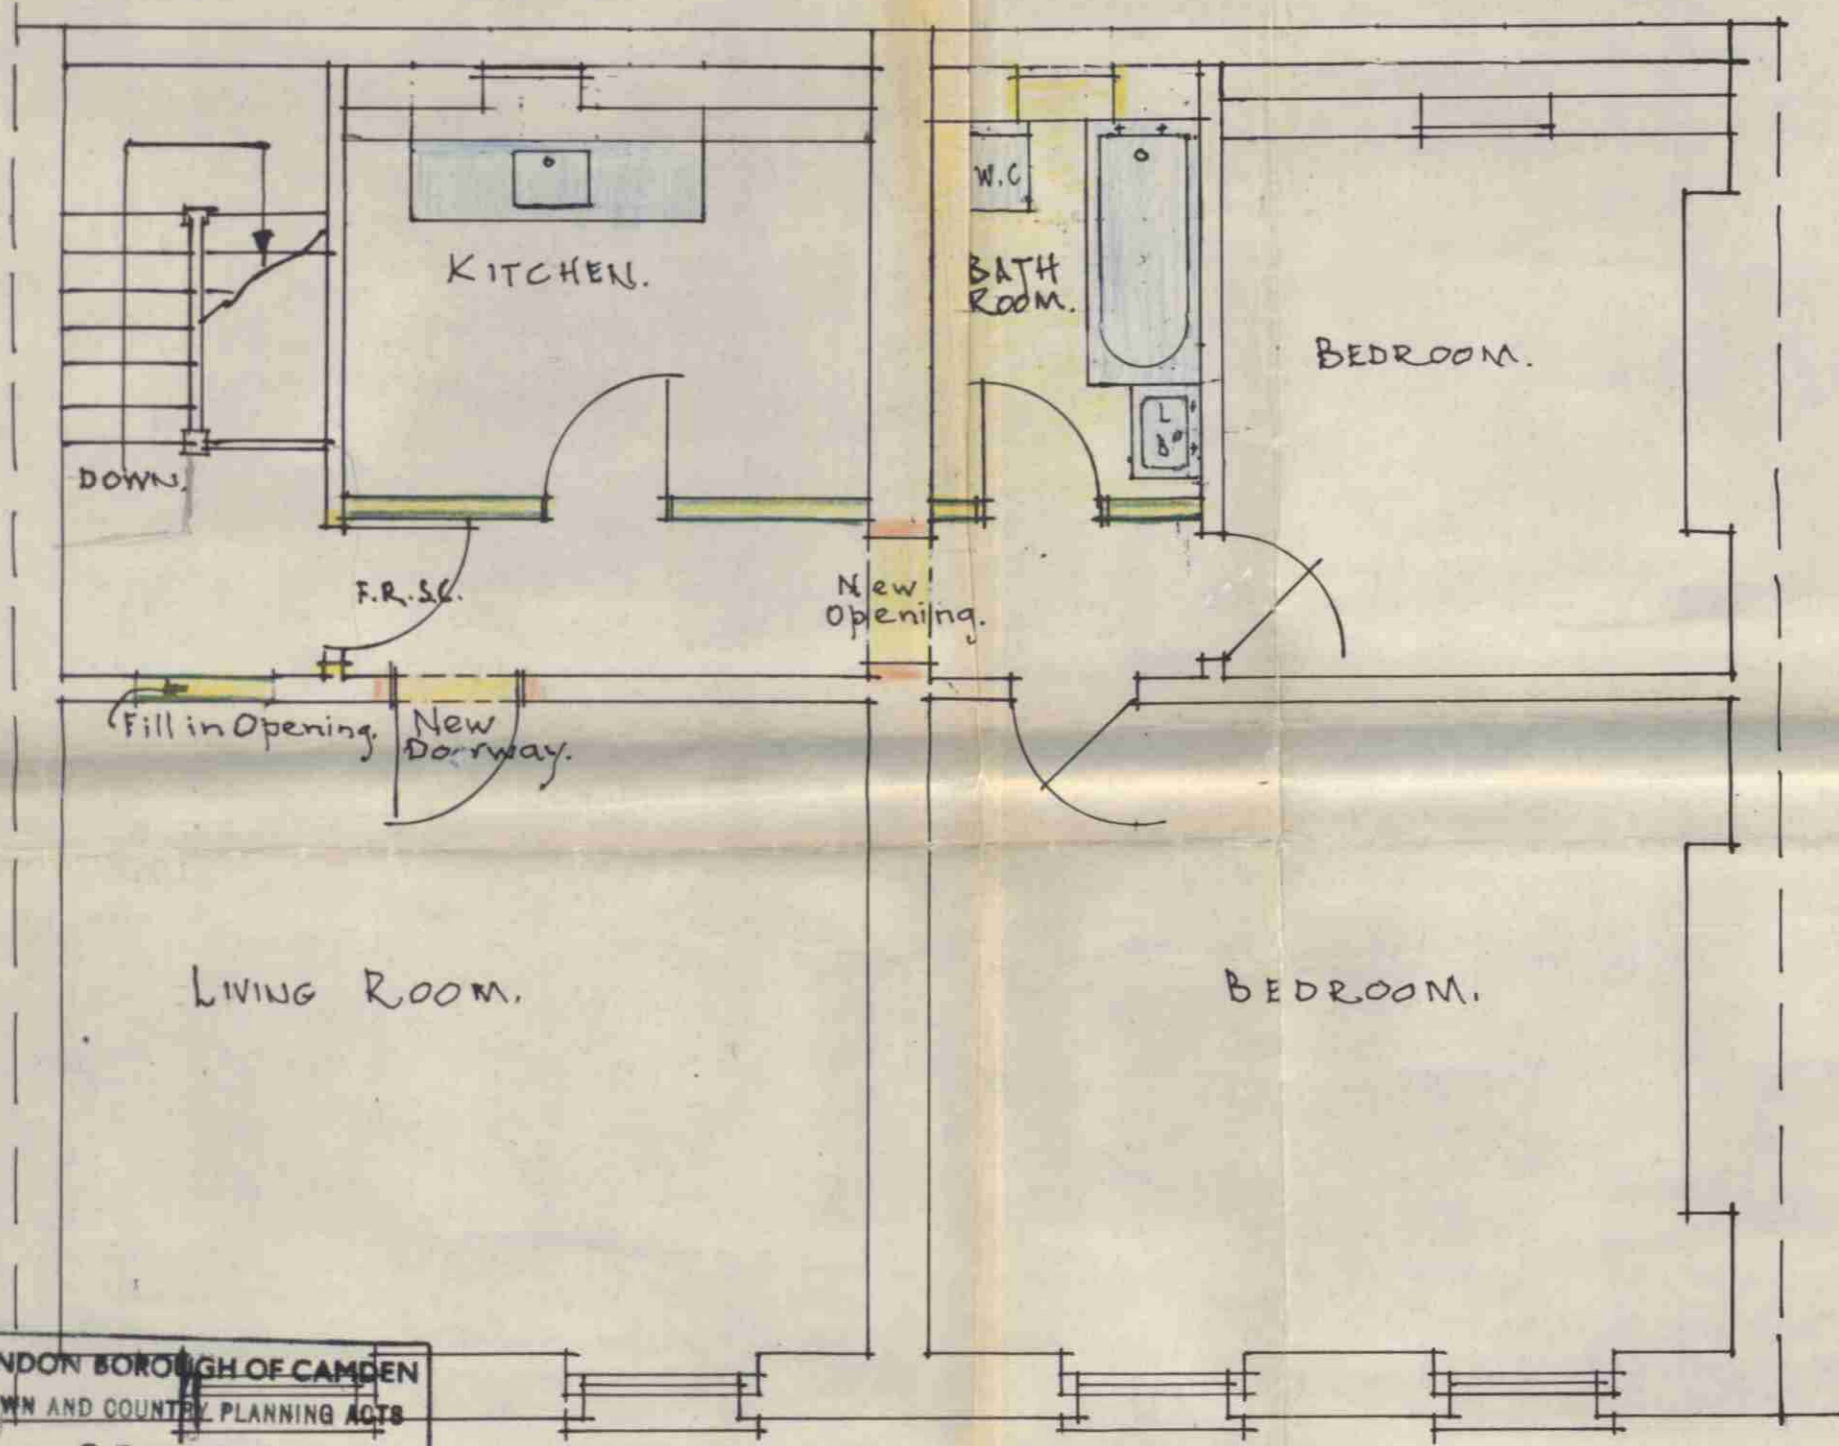 W.C
KITCHEN.
BATH
ROOM.
BEDROOM.
L
B
DOWN.
F.R.S.C.
New
Opening.
Fill in Opening.
New
Doorway.
LIVING ROOM.
BEDROOM.
NDON BOROUGH OF CAMDEN
WN AND COUNTRY PLANNING ACTS